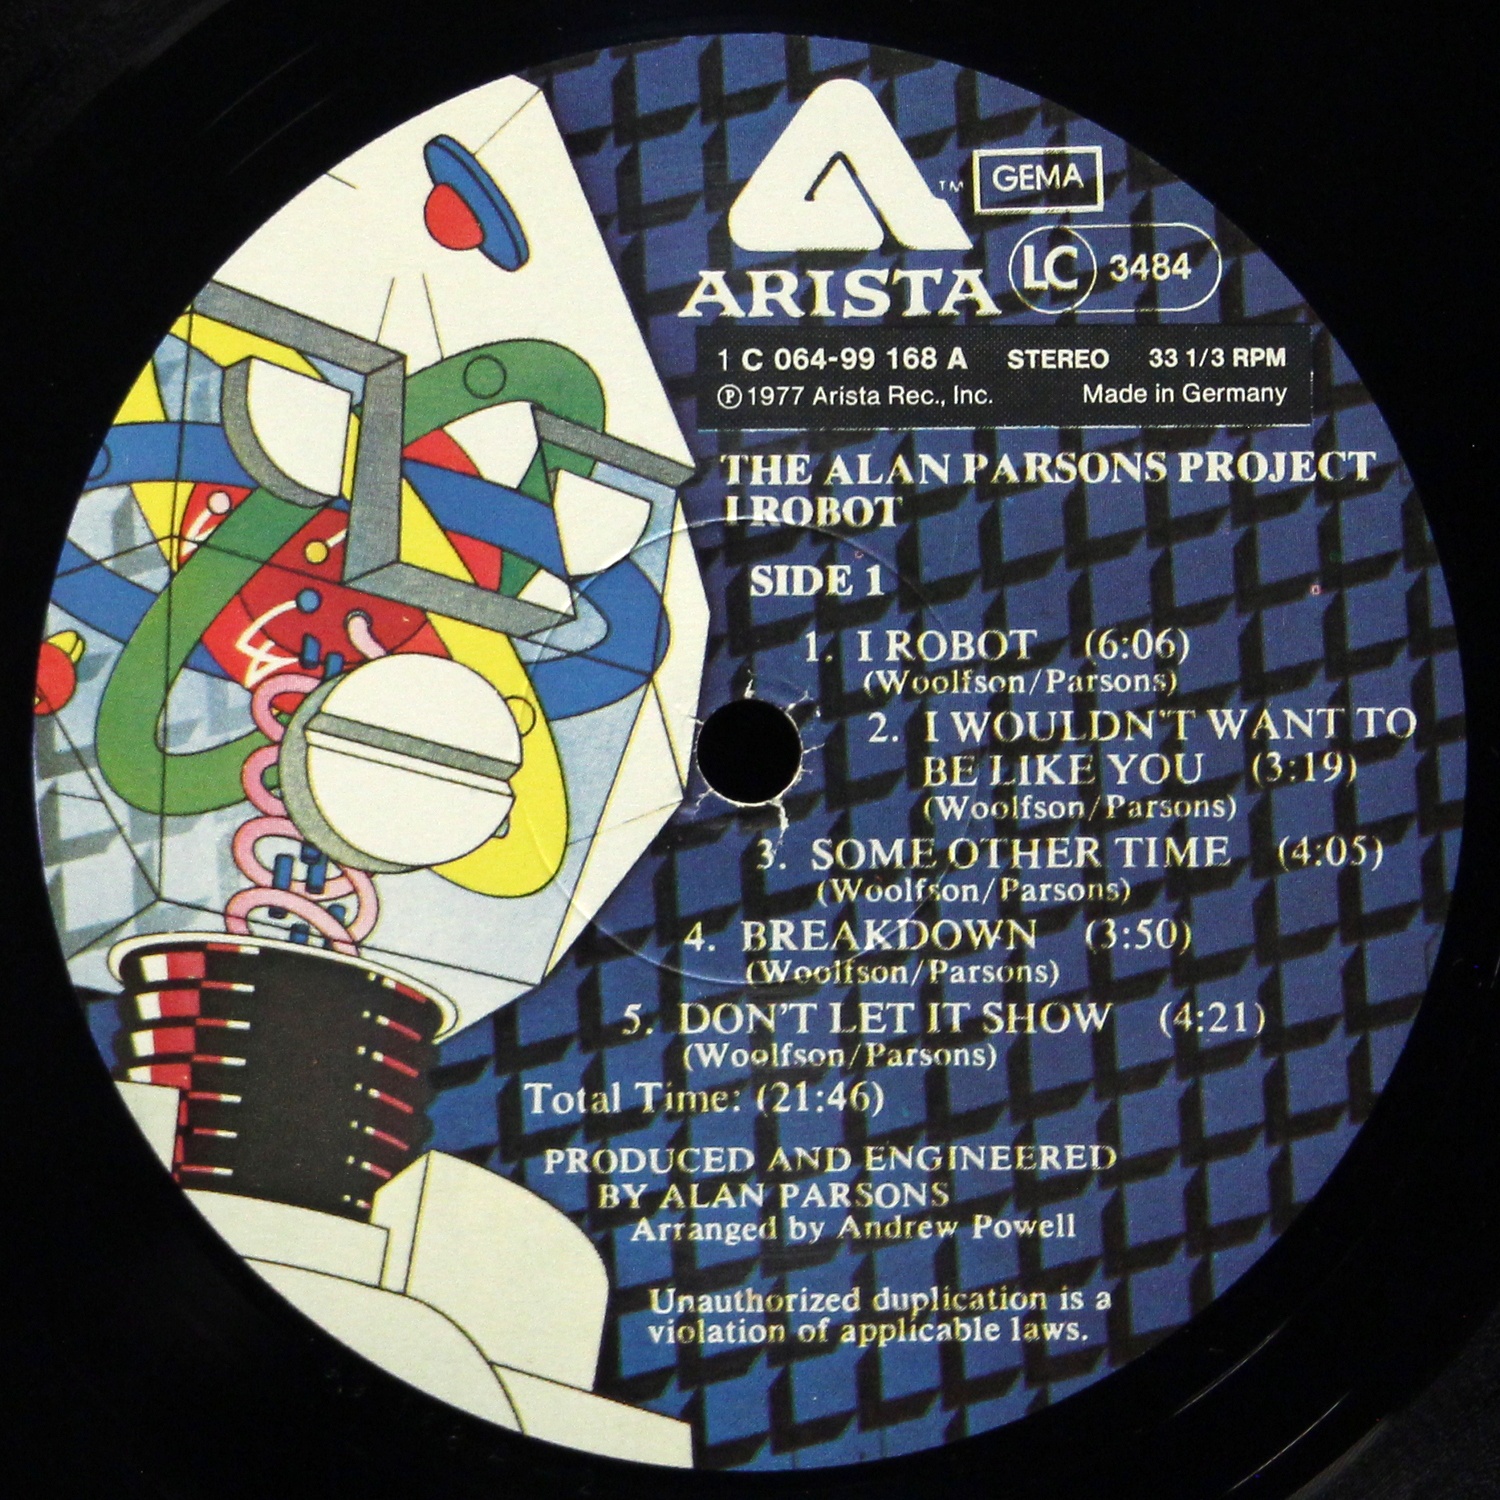 GEMA
TM
ARISTA
LC 3484
1 C 064-99 168 A STEREO 33 1/3 RPM
Ⓟ 1977 Arista Rec., Inc. Made in Germany
THE ALAN PARSONS PROJECT
I ROBOT
SIDE 1
1. I ROBOT (6:06)
(Woolfson/Parsons)
2. I WOULDN'T WANT TO
BE LIKE YOU (3:19)
(Woolfson/Parsons)
3. SOME OTHER TIME (4:05)
(Woolfson/Parsons)
4. BREAKDOWN (3:50)
(Woolfson/Parsons)
5. DON'T LET IT SHOW (4:21)
(Woolfson/Parsons)
Total Time: (21:46)
PRODUCED AND ENGINEERED
BY ALAN PARSONS
Arranged by Andrew Powell
Unauthorized duplication is a
violation of applicable laws.